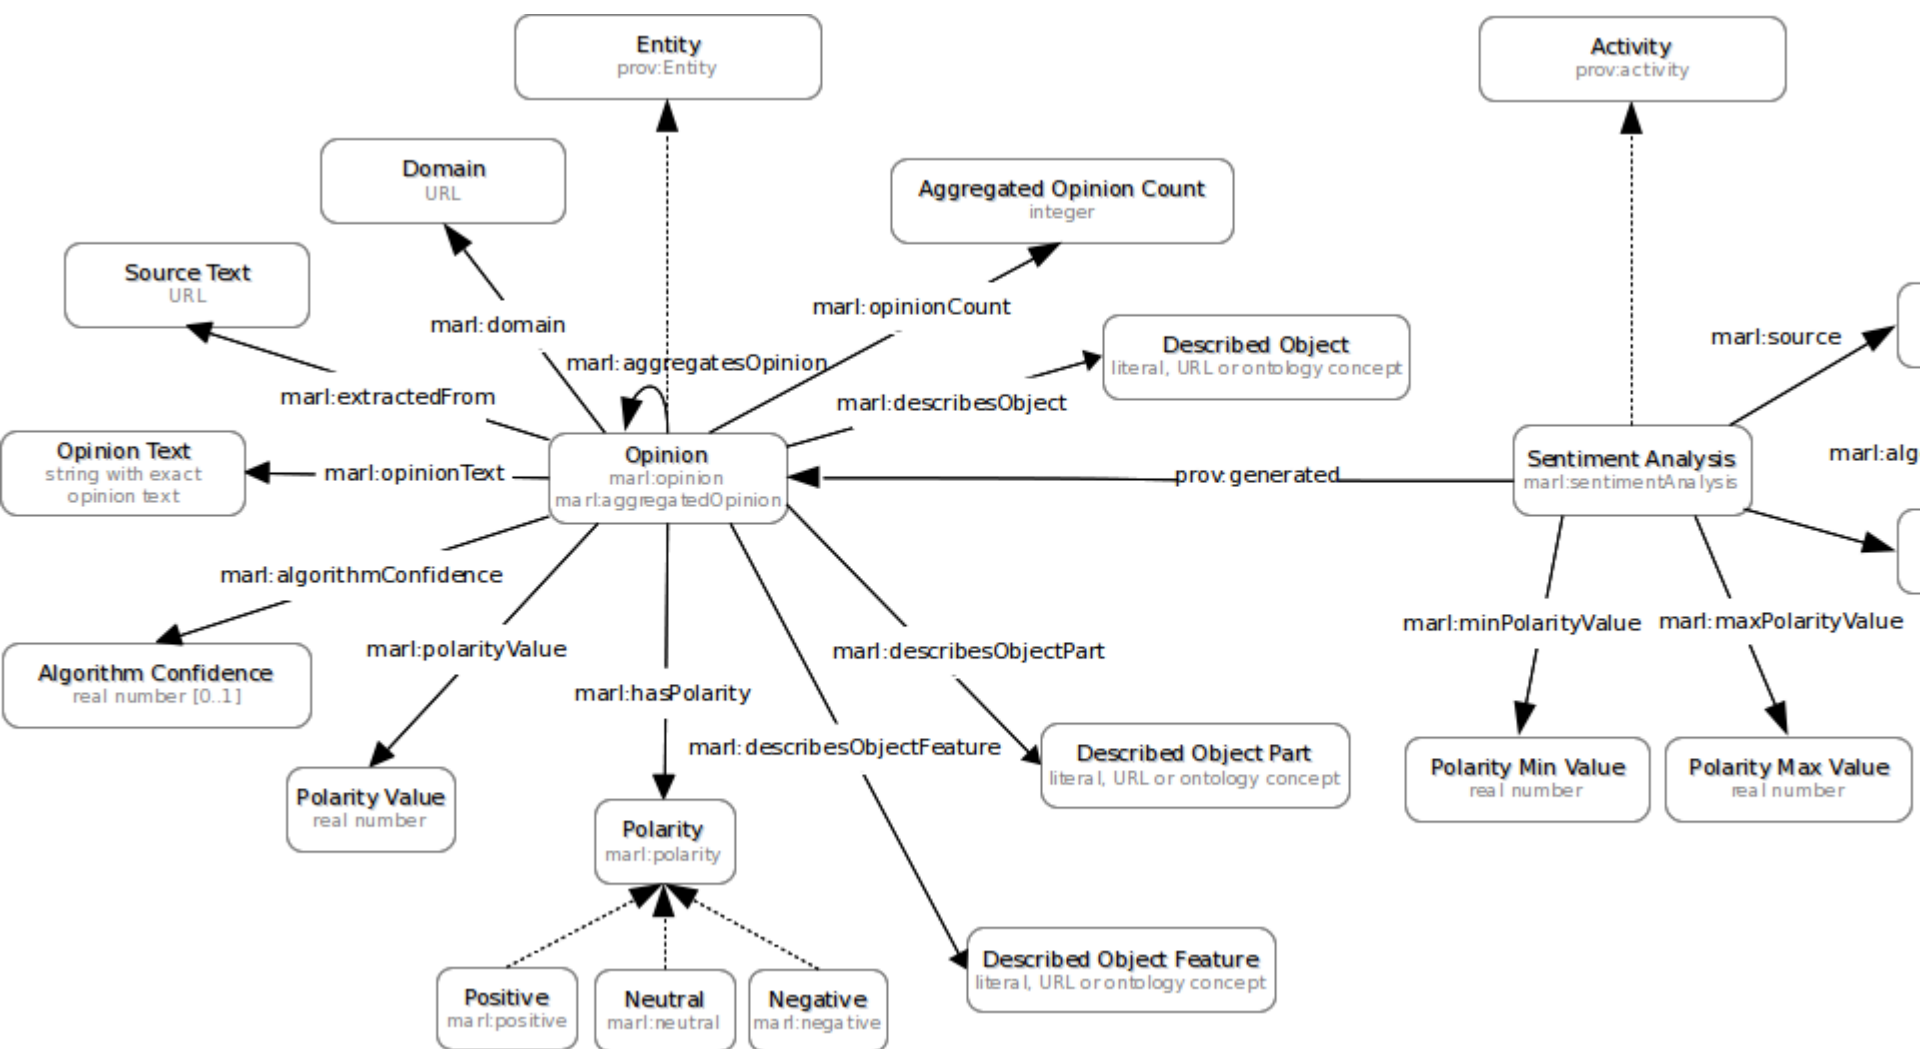 Entity
prov:Entity
Activity
prov:activity
Domain
URL
Aggregated Opinion Count
integer
Source Text
URL
marl:opinionCount
marl:domain
marl:source
Described Object
literal, URL or ontology concept
marl:aggregatesOpinion
marl:extractedFrom
marl:describesObject
Opinion Text
string with exact
opinion text
marl:opinionText
Opinion
marl:opinion
marl:aggregatedOpinion
prov:generated
Sentiment Analysis
marl:sentimentAnalysis
marl:alg
marl:algorithmConfidence
marl:minPolarityValue
marl:maxPolarityValue
marl:polarityValue
marl:describesObjectPart
Algorithm Confidence
real number [0..1]
marl:hasPolarity
marl:describesObjectFeature
Described Object Part
literal, URL or ontology concept
Polarity Min Value
real number
Polarity Max Value
real number
Polarity Value
real number
Polarity
marl:polarity
Described Object Feature
literal, URL or ontology concept
Positive
marl:positive
Neutral
marl:neutral
Negative
marl:negative